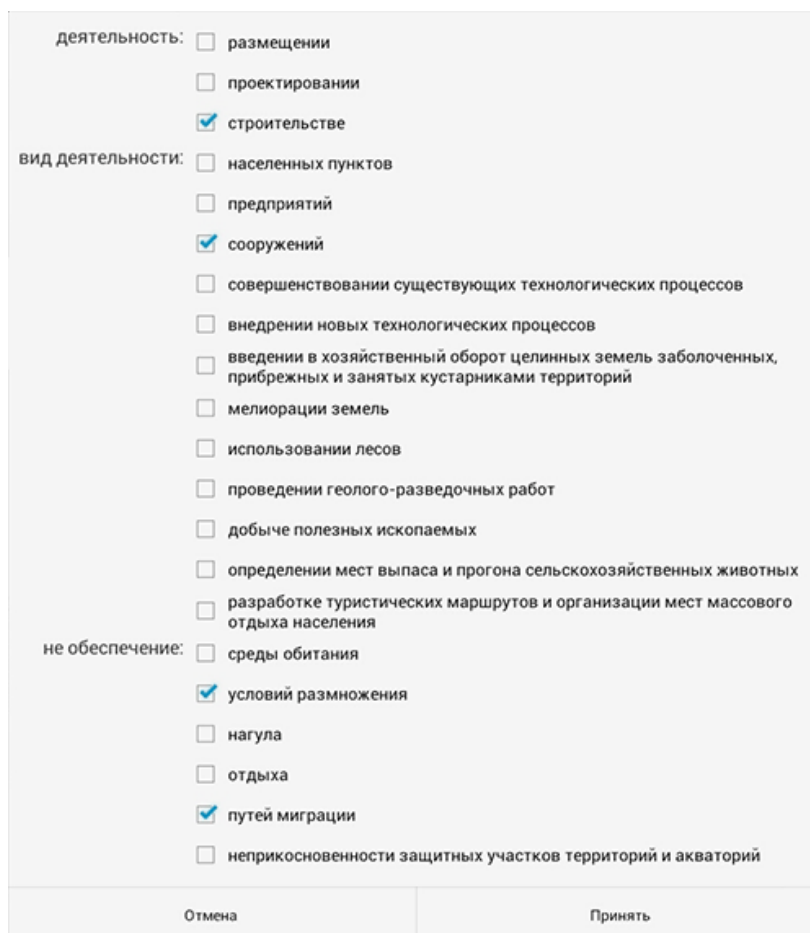 деятельность:
размещении
проектировании
строительстве
вид деятельности:
населенных пунктов
предприятий
сооружений
совершенствовании существующих технологических процессов
внедрении новых технологических процессов
введении в хозяйственный оборот целинных земель заболоченных,
прибрежных и занятых кустарниками территорий
мелиорации земель
использовании лесов
проведении геолого-разведочных работ
добыче полезных ископаемых
определении мест выпаса и прогона сельскохозяйственных животных
разработке туристических маршрутов и организации мест массового
отдыха населения
не обеспечение:
среды обитания
условий размножения
нагула
отдыха
путей миграции
неприкосновенности защитных участков территорий и акваторий
Отмена
Принять